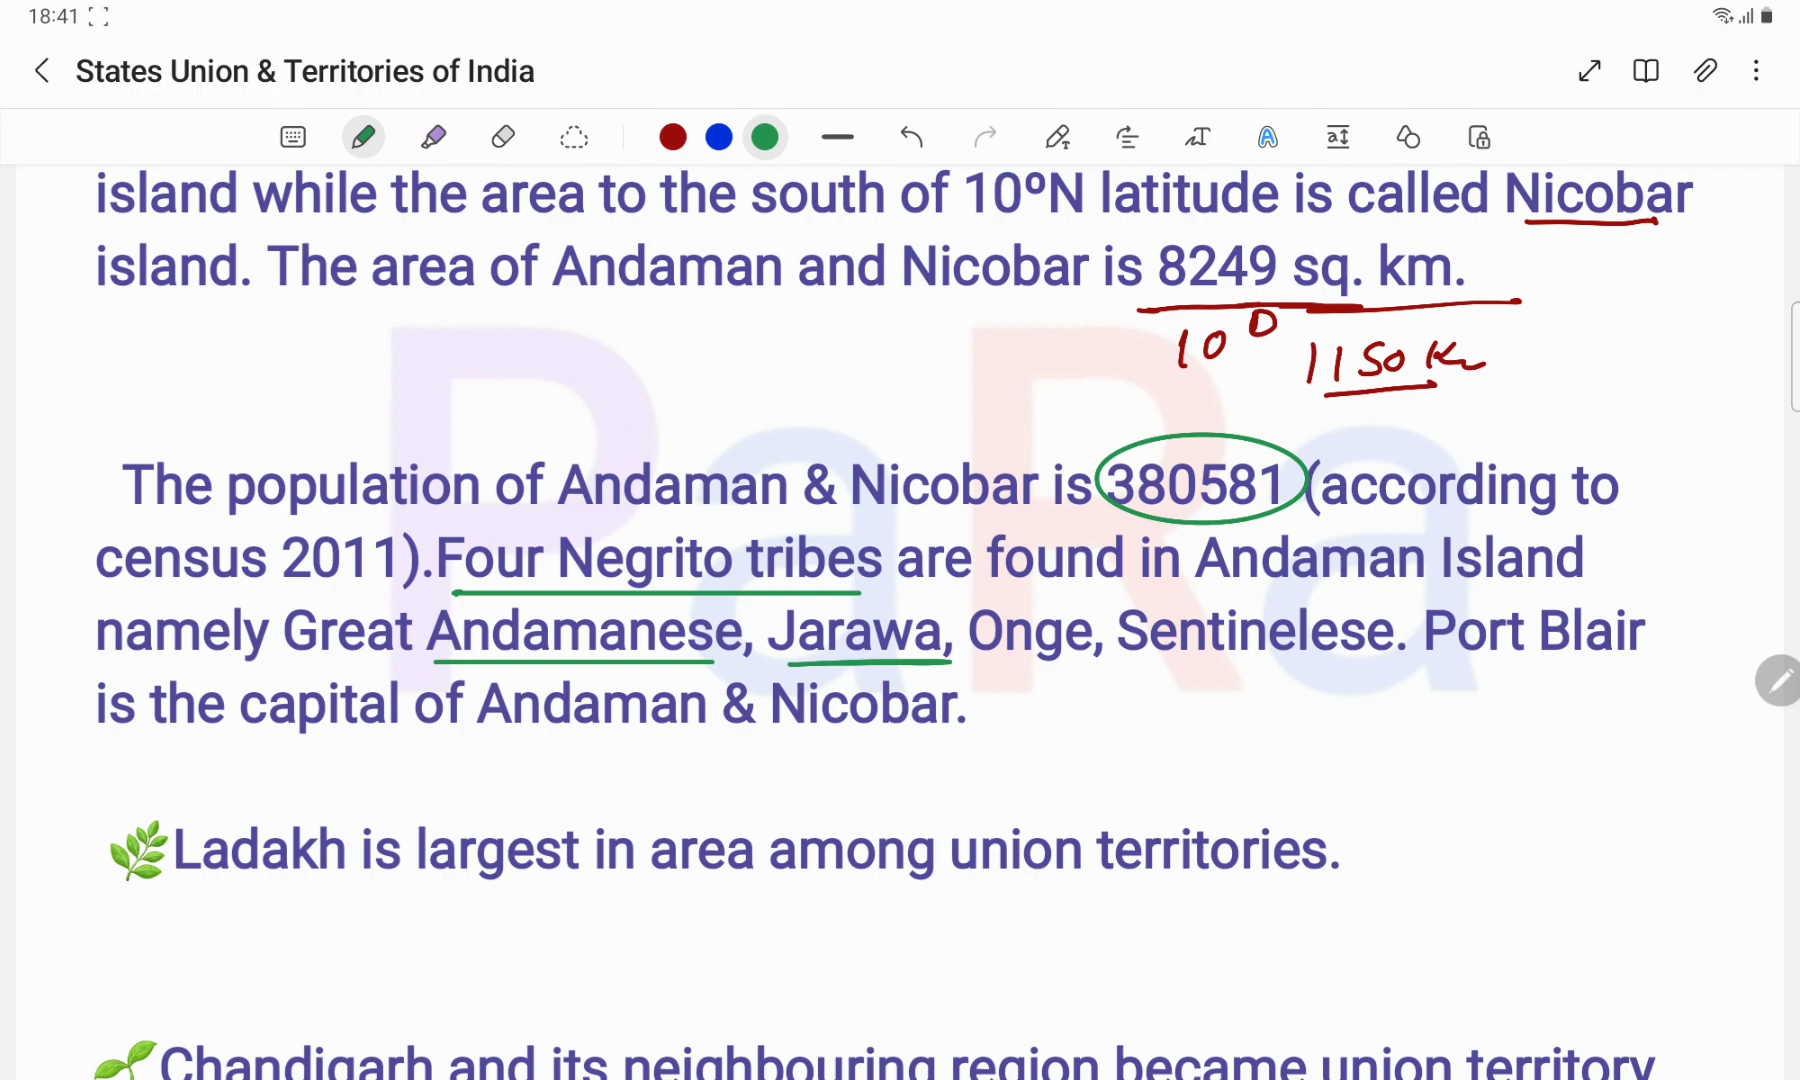 18:41
States Union & Territories of India
island while the area to the south of 10ºN latitude is called Nicobar
island. The area of Andaman and Nicobar is 8249 sq. km.
10 D 1150 Km
The population of Andaman & Nicobar is 380581 (according to
census 2011).Four Negrito tribes are found in Andaman Island
namely Great Andamanese, Jarawa, Onge, Sentinelese. Port Blair
is the capital of Andaman & Nicobar.
🌿Ladakh is largest in area among union territories.
🌱Chandigarh and its neighbouring region became union territory
PaRa